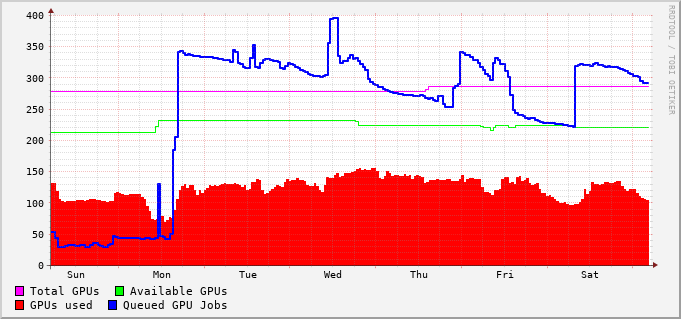 400
350
300
250
200
150
100
50
0
Sun Mon Tue Wed Thu Fri Sat
RRDTOOL / TOBI OETIKER
Total GPUs Available GPUs
GPUs used Queued GPU Jobs